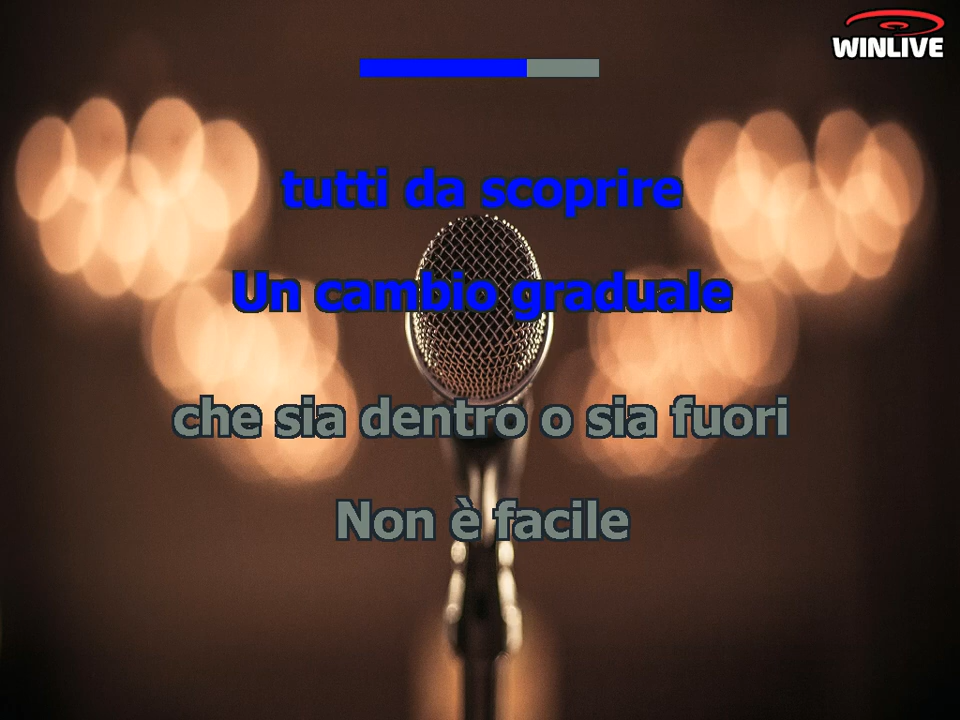 WINLIVE
tutti da scoprire
Un cambio graduale
che sia dentro o sia fuori
Non è facile